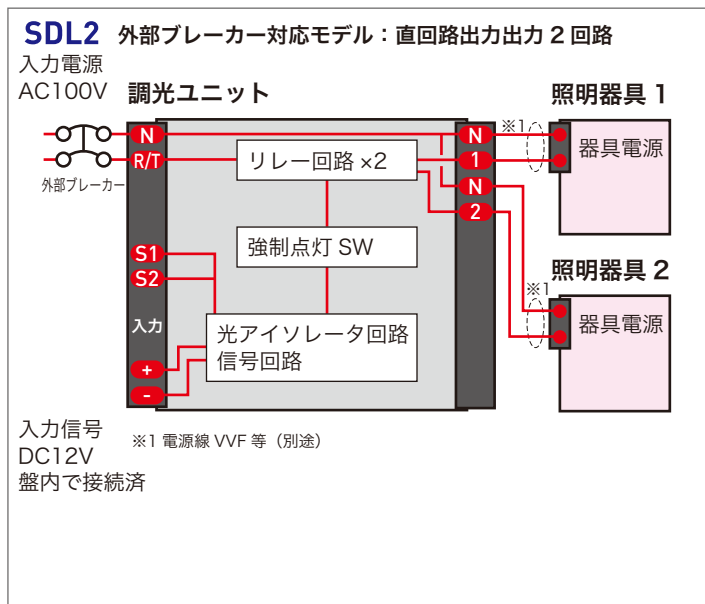 SDL2 外部ブレーカー対応モデル：直回路出力出力 2 回路
入力電源
AC100V
調光ユニット
照明器具 1
N
R/T
外部ブレーカー
リレー回路 ×2
N
1
N
2
※1
器具電源
S1
S2
強制点灯 SW
照明器具 2
※1
器具電源
入力
光アイソレータ回路
信号回路
+
-
入力信号
DC12V
盤内で接続済
※1 電源線 VVF 等（別途）